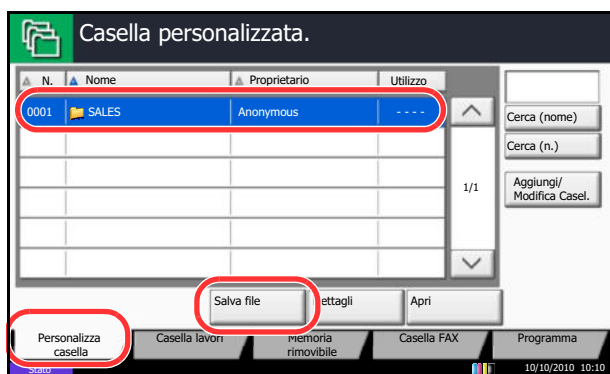 Casella personalizzata.
N. Nome Proprietario Utilizzo
0001 SALES Anonymous - - - -
Cerca (nome)
Cerca (n.)
1/1
Aggiungi/
Modifica Casel.
Salva file Dettagli Apri
Personalizza
casella
Casella lavori
Memoria
rimovibile
Casella FAX
Programma
Stato 10/10/2010 10:10